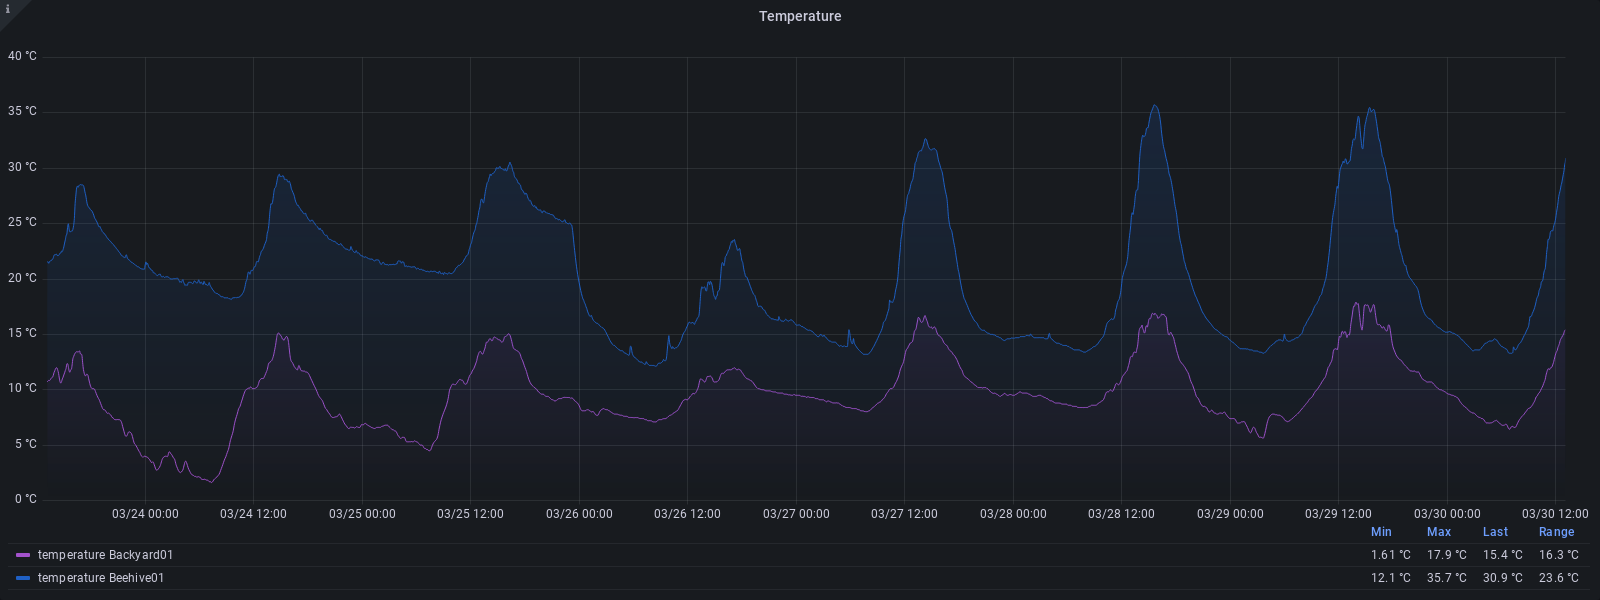 i
Temperature
40 °C
35 °C
30 °C
25 °C
20 °C
15 °C
10 °C
5 °C
0 °C
03/24 00:00 03/24 12:00 03/25 00:00 03/25 12:00 03/26 00:00 03/26 12:00 03/27 00:00 03/27 12:00 03/28 00:00 03/28 12:00 03/29 00:00 03/29 12:00 03/30 00:00 03/30 12:00
Min Max Last Range
temperature Backyard01 1.61 °C 17.9 °C 15.4 °C 16.3 °C
temperature Beehive01 12.1 °C 35.7 °C 30.9 °C 23.6 °C